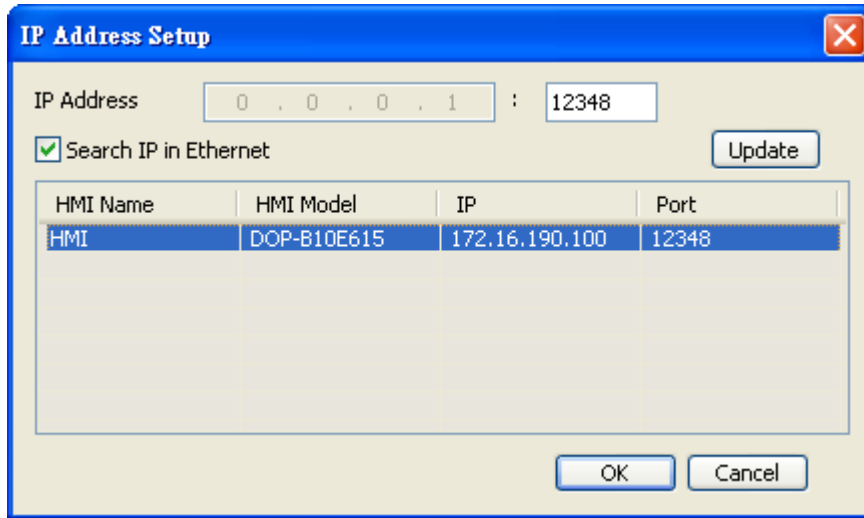 IP Address Setup
IP Address 0 . 0 . 0 . 1 : 12348
Search IP in Ethernet Update
HMI Name HMI Model IP Port
HMI DOP-B10E615 172.16.190.100 12348
OK Cancel